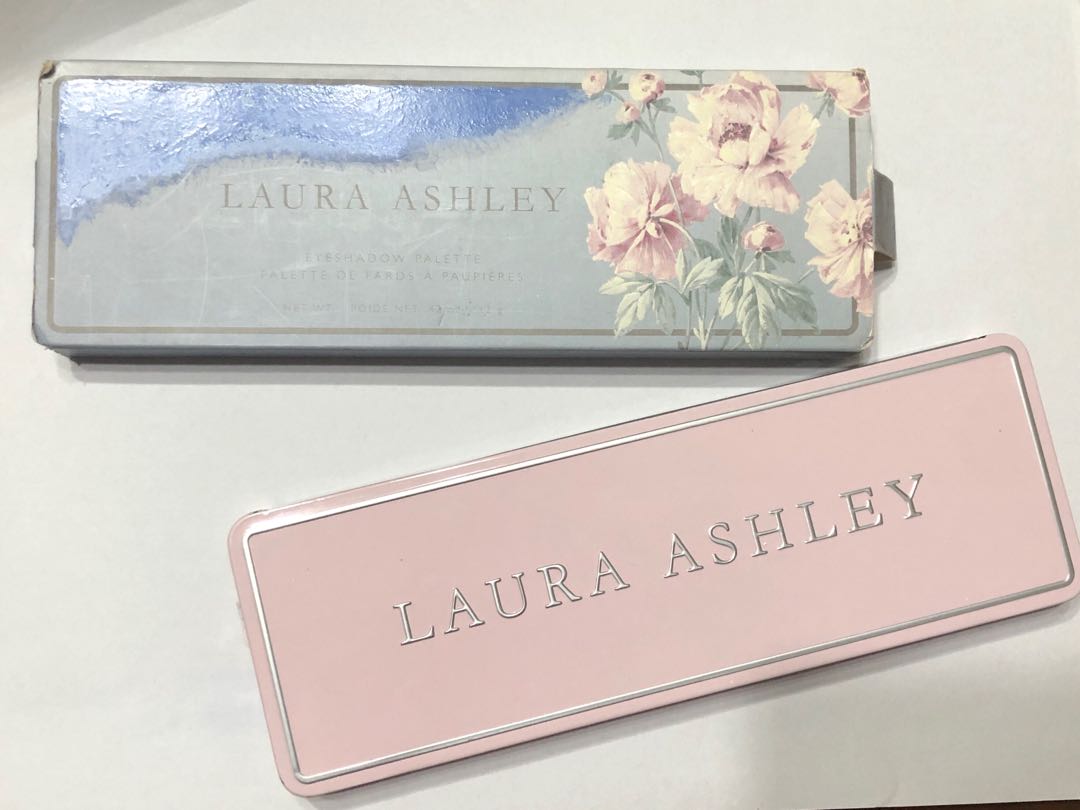 LAURA ASHLEY
EYESHADOW PALETTE
PALETTE DE FARDS À PAUPIÈRES
NET WT. POIDS NET
LAURA ASHLEY